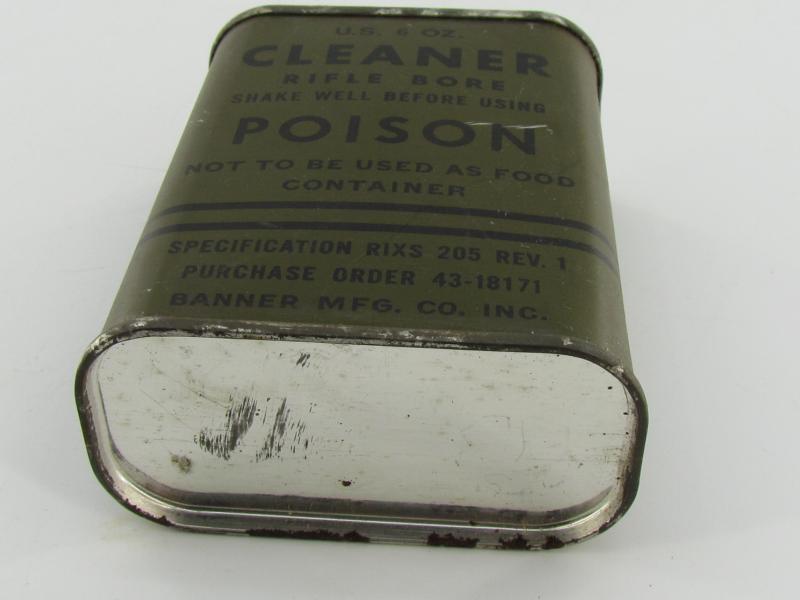 U.S. 6 OZ.
CLEANER
RIFLE BORE
SHAKE WELL BEFORE USING
POISON
NOT TO BE USED AS FOOD
CONTAINER
SPECIFICATION RIXS 205 REV. 1
PURCHASE ORDER 43-18171
BANNER MFG. CO. INC.